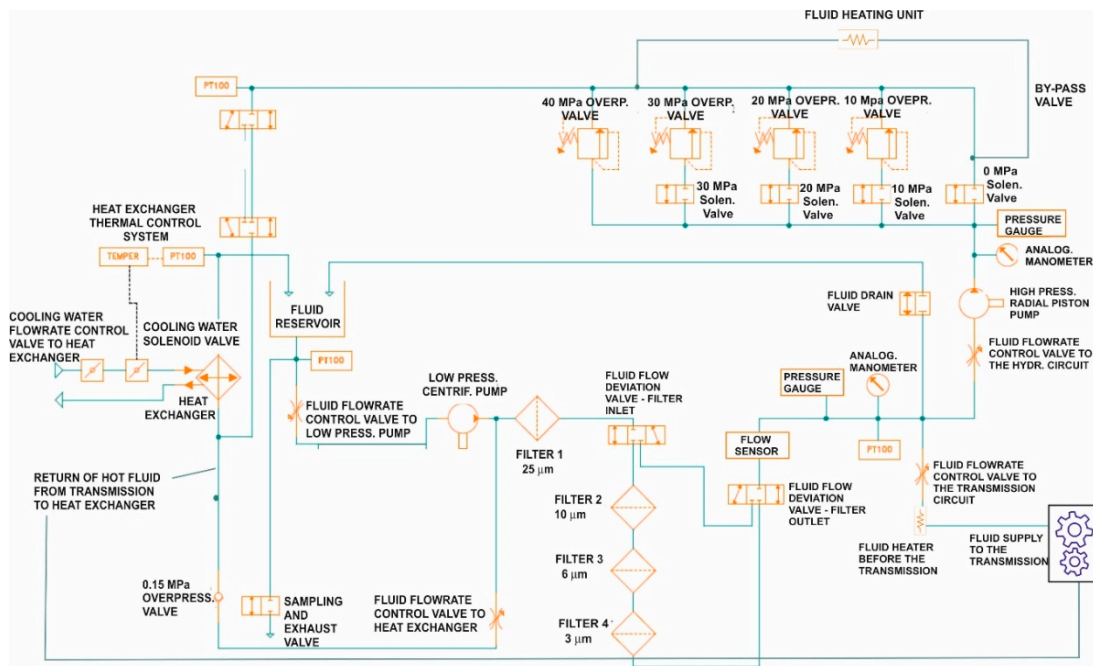 FLUID HEATING UNIT
PT100
40 MPa OVERP.
VALVE
30 MPa OVERP.
VALVE
20 MPa OVEPR.
VALVE
10 Mpa OVEPR.
VALVE
BY-PASS
VALVE
30 MPa
Solen.
Valve
20 MPa
Solen.
Valve
10 MPa
Solen.
Valve
0 MPa
Solen.
Valve
PRESSURE
GAUGE
ANALOG.
MANOMETER
HEAT EXCHANGER
THERMAL CONTROL
SYSTEM
TEMPER
PT100
FLUID
RESERVOIR
FLUID DRAIN
VALVE
HIGH PRESS.
RADIAL PISTON
PUMP
COOLING WATER
FLOWRATE CONTROL
VALVE TO HEAT
EXCHANGER
COOLING WATER
SOLENOID VALVE
HEAT
EXCHANGER
PT100
FLUID FLOWRATE
CONTROL VALVE TO
LOW PRESS. PUMP
LOW PRESS.
CENTRIF. PUMP
FLUID FLOW
DEVIATION
VALVE - FILTER
INLET
PRESSURE
GAUGE
ANALOG.
MANOMETER
FLUID FLOWRATE
CONTROL VALVE TO
THE HYDR. CIRCUIT
FILTER 1
25 μm
FLOW
SENSOR
PT100
FLUID FLOWRATE
CONTROL VALVE TO
THE TRANSMISSION
CIRCUIT
RETURN OF HOT FLUID
FROM TRANSMISSION
TO HEAT EXCHANGER
FILTER 2
10 μm
FLUID FLOW
DEVIATION
VALVE - FILTER
OUTLET
FLUID HEATER
BEFORE THE
TRANSMISSION
FLUID SUPPLY
TO THE
TRANSMISSION
FILTER 3
6 μm
0.15 MPa
OVERPRESS.
VALVE
SAMPLING
AND
EXHAUST
VALVE
FLUID FLOWRATE
CONTROL VALVE TO
HEAT EXCHANGER
FILTER 4
3 μm